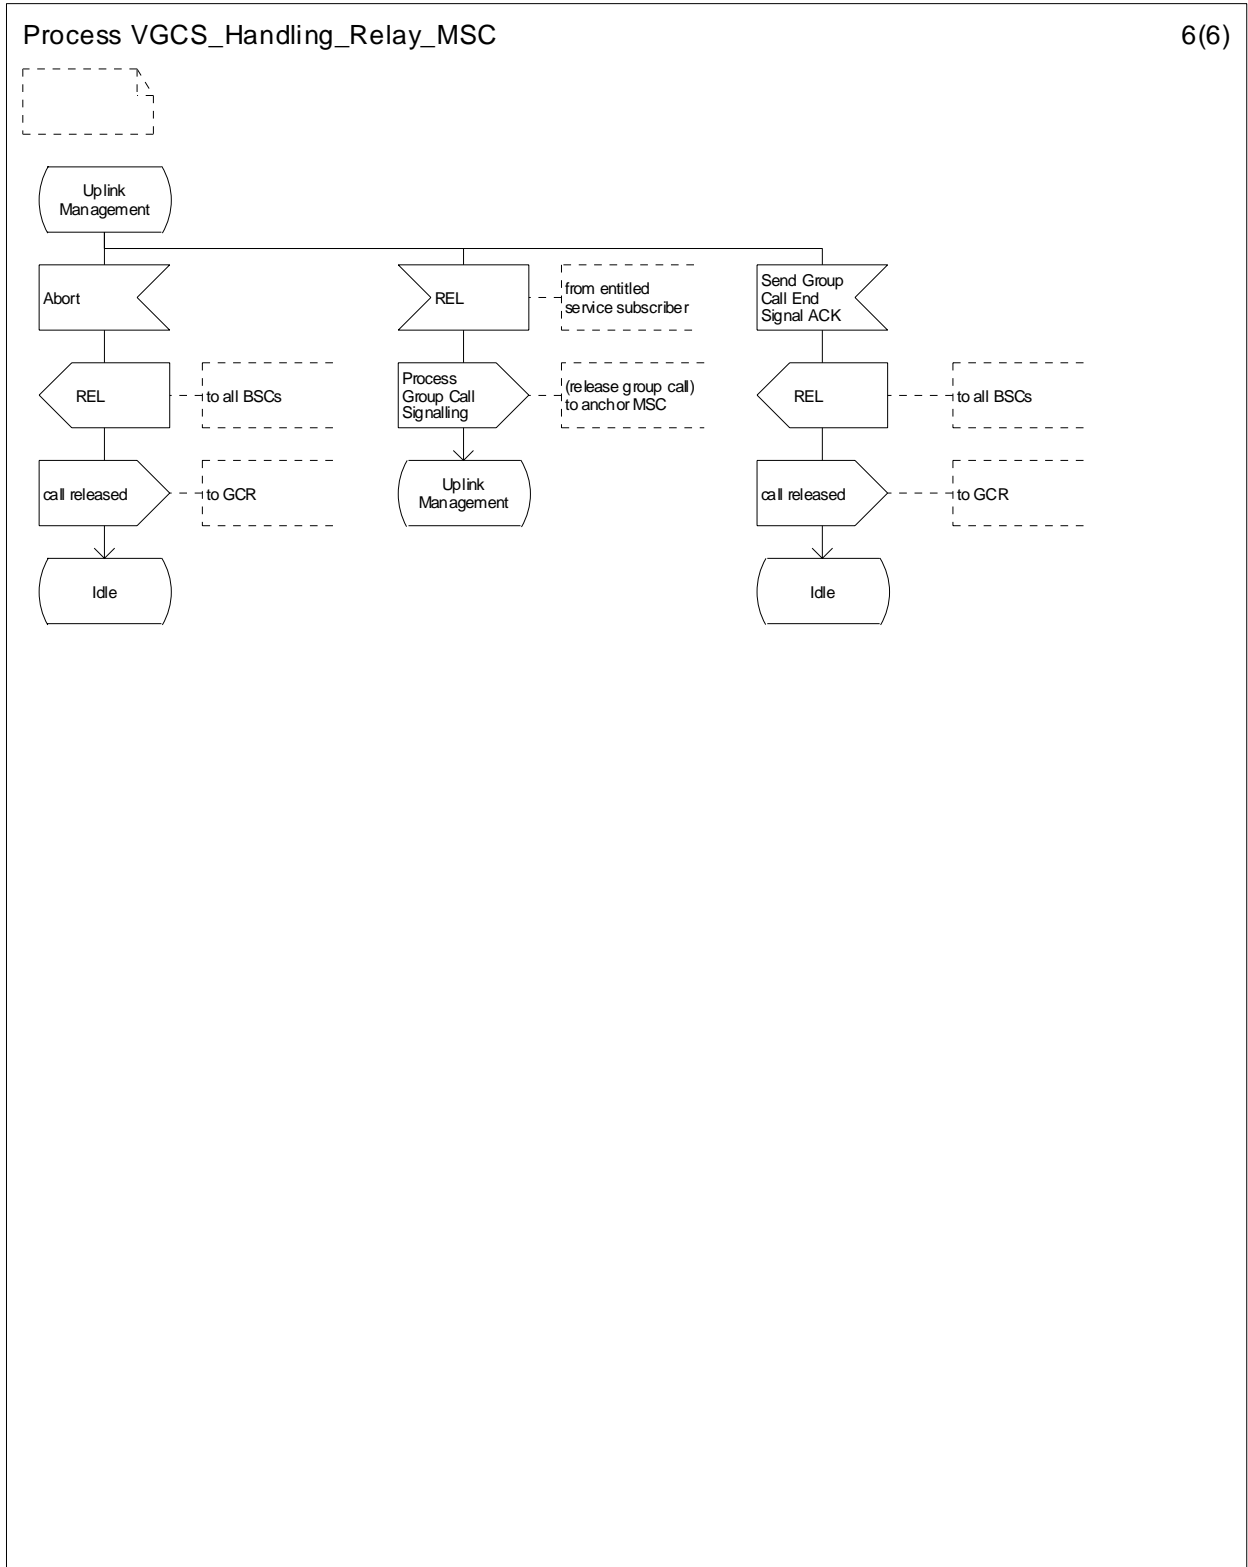 Process VGCS_Handling_Relay_MSC
6(6)
Uplink
Management
Abort
REL
from entitled
service subscriber
Send Group
Call End
Signal ACK
REL
to all BSCs
Process
Group Call
Signalling
(release group call)
to anchor MSC
REL
to all BSCs
call released
to GCR
Uplink
Management
call released
to GCR
Idle
Idle